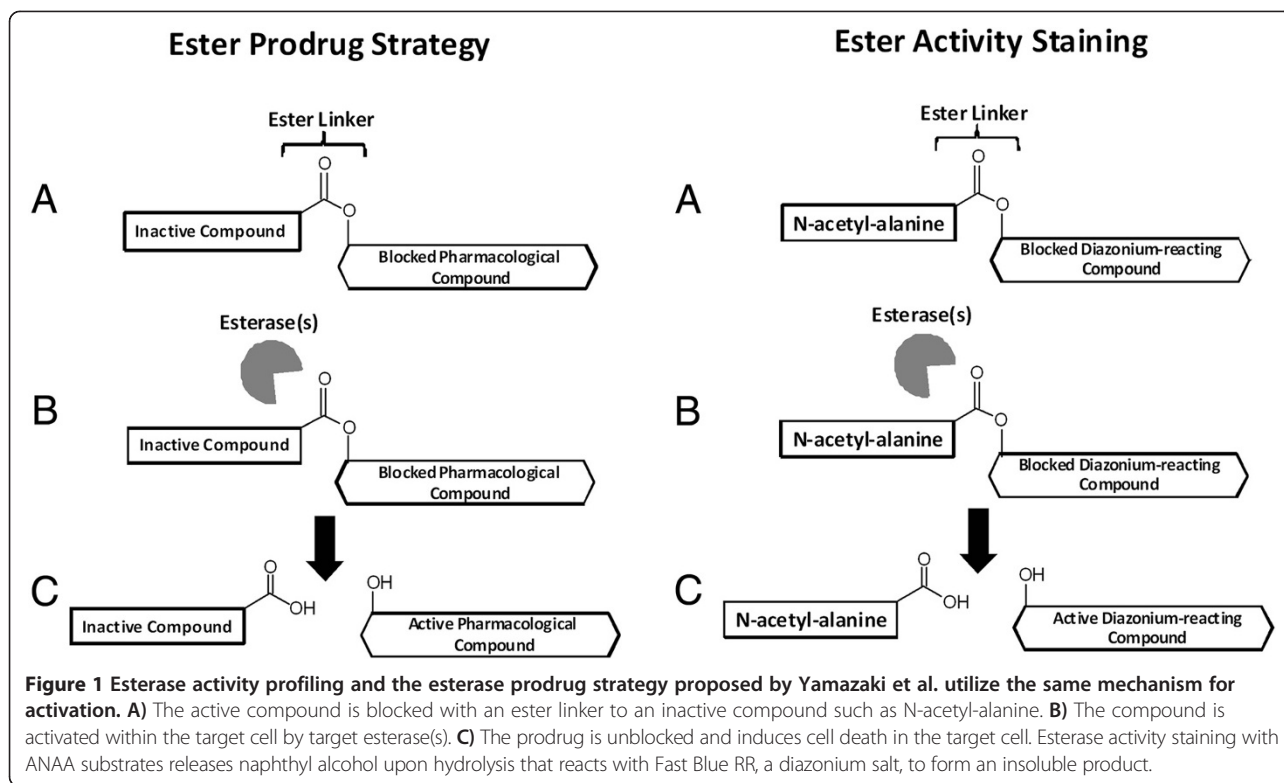 Ester Prodrug Strategy
Ester Linker
O
O
A
Inactive Compound
Blocked Pharmacological
Compound
Esterase(s)
O
O
B
Inactive Compound
Blocked Pharmacological
Compound
O
OH
OH
C
Inactive Compound
Active Pharmacological
Compound
Ester Activity Staining
Ester Linker
O
O
A
N-acetyl-alanine
Blocked Diazonium-reacting
Compound
Esterase(s)
O
O
B
N-acetyl-alanine
Blocked Diazonium-reacting
Compound
O
OH
OH
C
N-acetyl-alanine
Active Diazonium-reacting
Compound
Figure 1 Esterase activity profiling and the esterase prodrug strategy proposed by Yamazaki et al. utilize the same mechanism for
activation. A) The active compound is blocked with an ester linker to an inactive compound such as N-acetyl-alanine. B) The compound is
activated within the target cell by target esterase(s). C) The prodrug is unblocked and induces cell death in the target cell. Esterase activity staining with
ANAA substrates releases naphthyl alcohol upon hydrolysis that reacts with Fast Blue RR, a diazonium salt, to form an insoluble product.